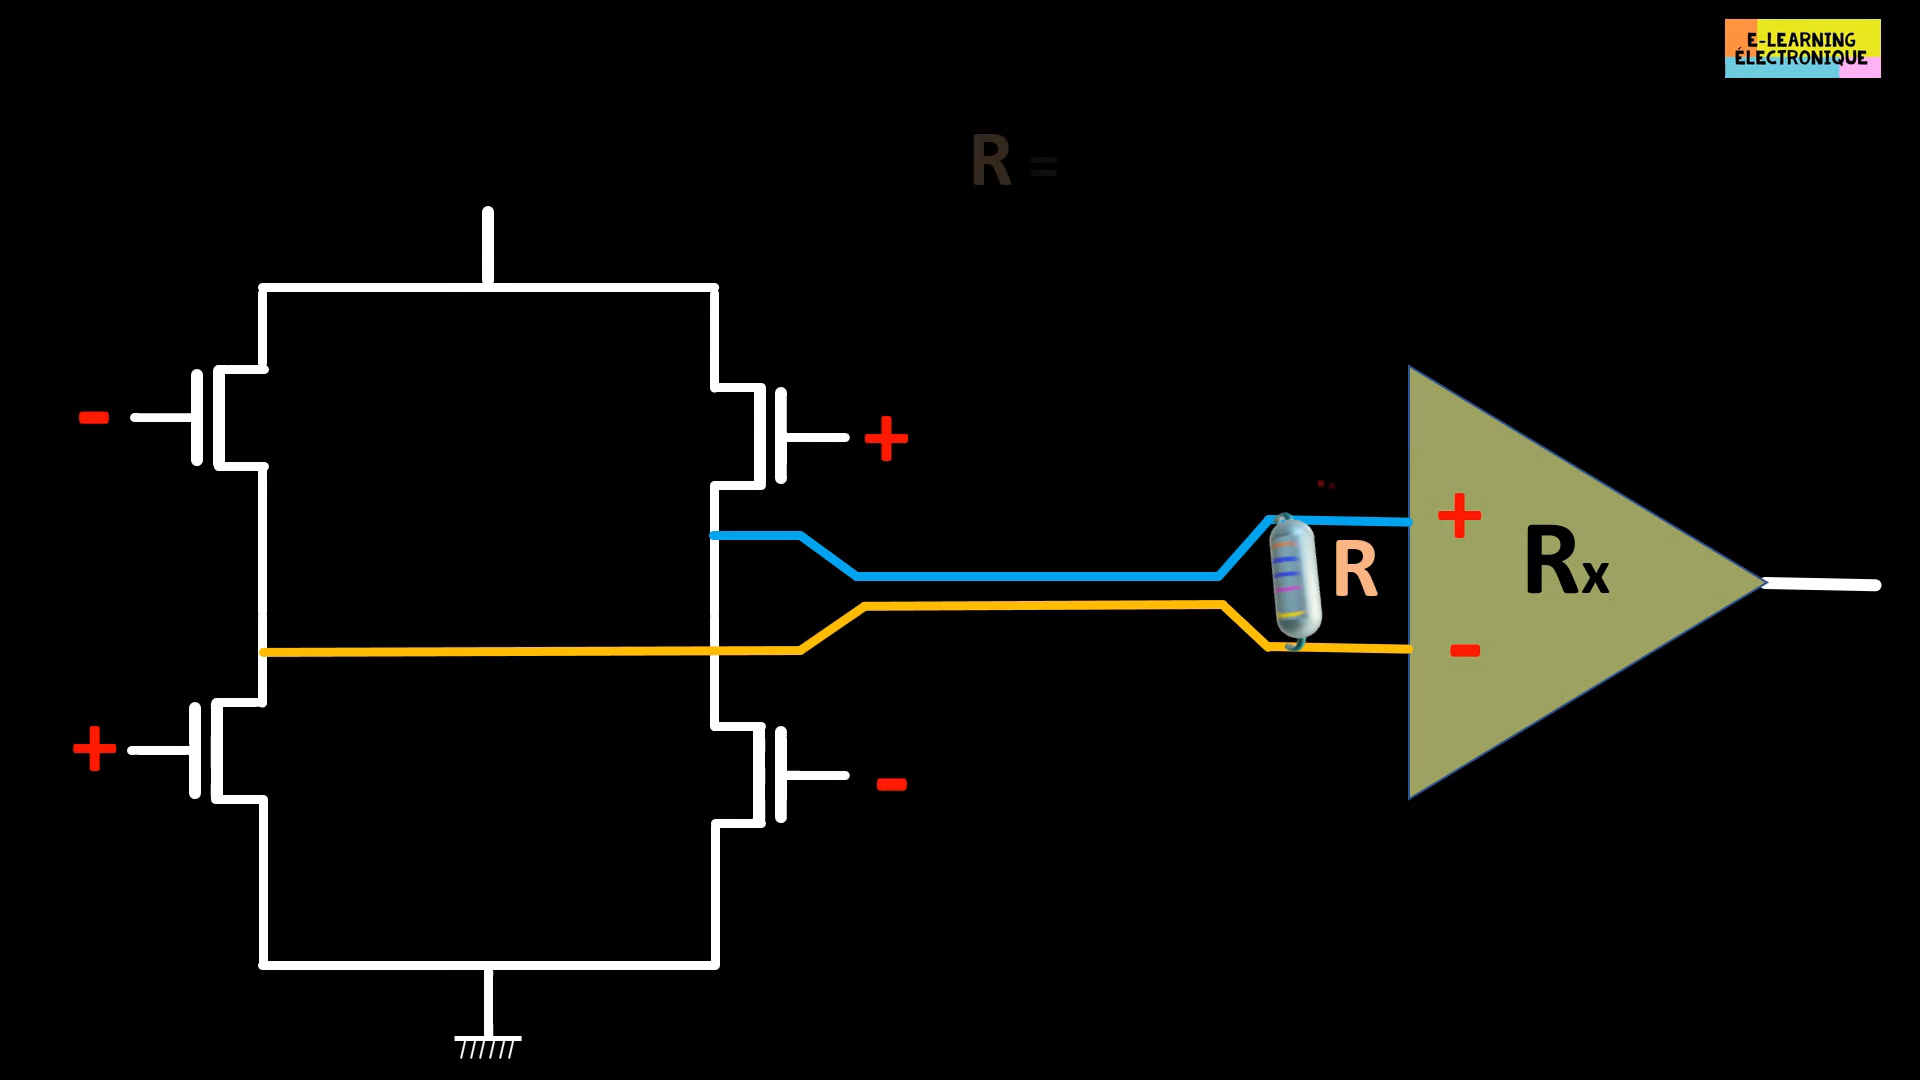 E-LEARNING
ÉLECTRONIQUE
R =
-
+
+
R
Rx
-
+
-